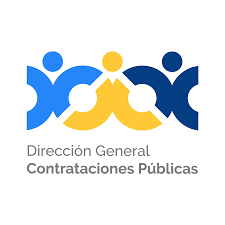 Dirección General
Contrataciones Públicas